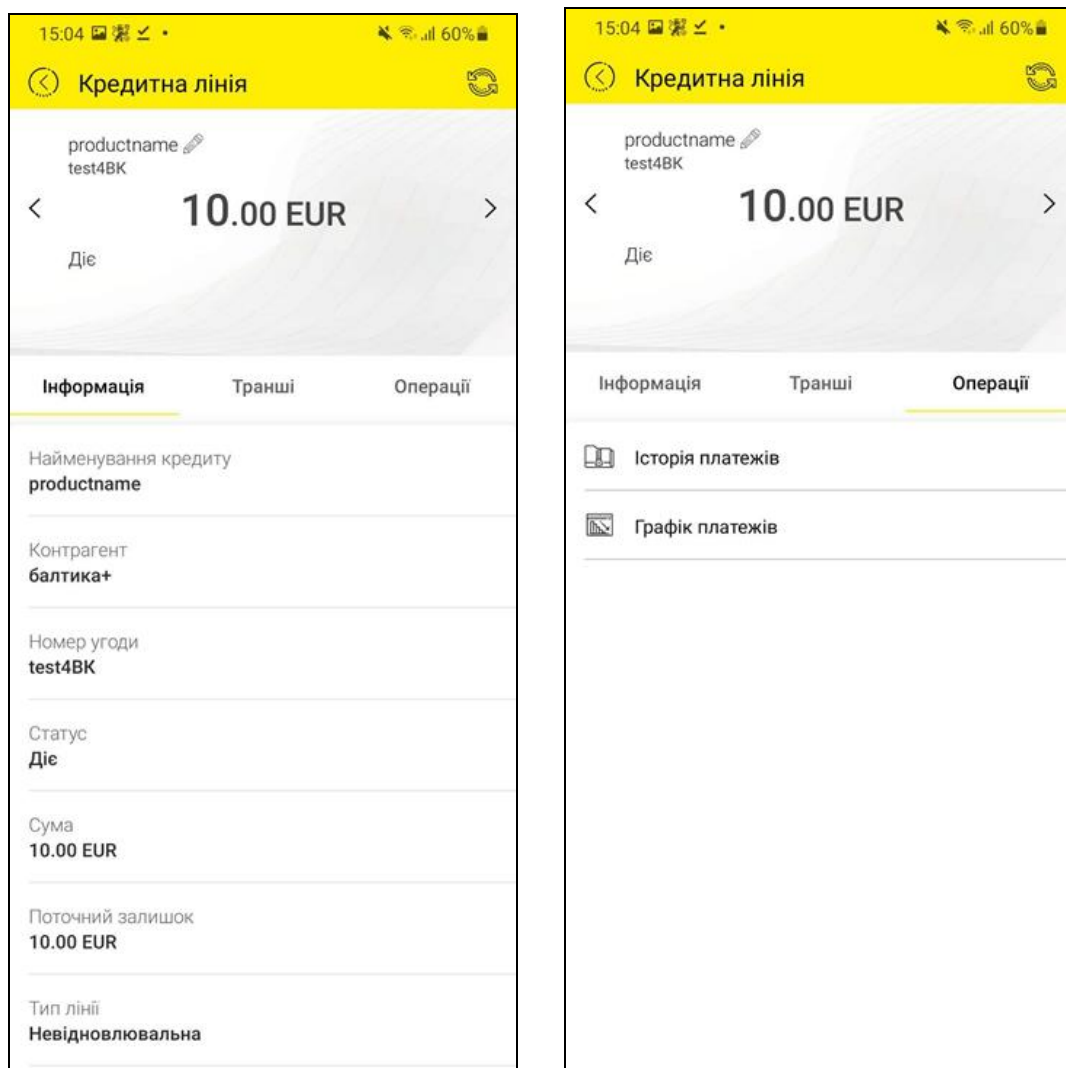 15:04 60%
Кредитна лінія
productname
test4BK
10.00 EUR
Діє
Інформація Транші Операції
Найменування кредиту
productname
Контрагент
балтика+
Номер угоди
test4BK
Статус
Діє
Сума
10.00 EUR
Поточний залишок
10.00 EUR
Тип лінії
Невідновлювальна
15:04 60%
Кредитна лінія
productname
test4BK
10.00 EUR
Діє
Інформація Транші Операції
Історія платежів
Графік платежів